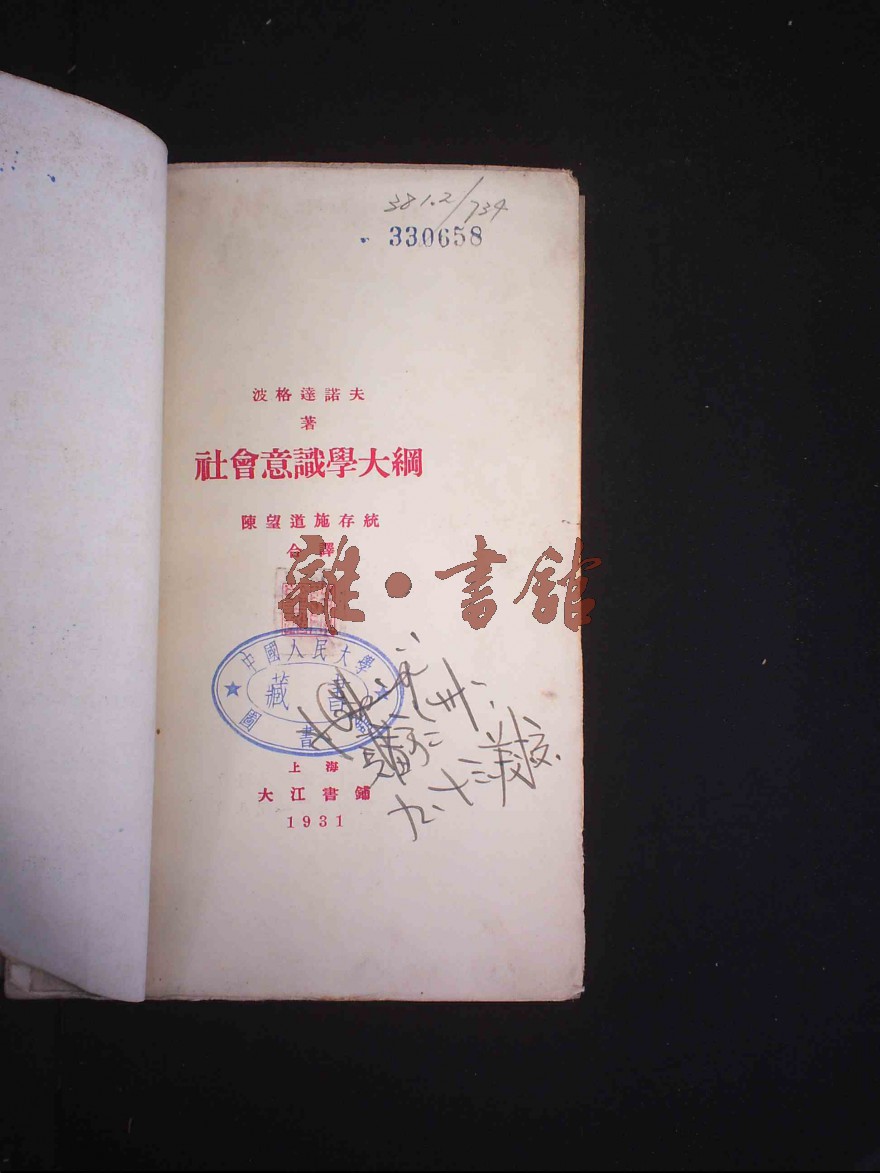 381.2/734
330658
波格達諾夫
著
社會意識學大綱
陳望道施存統
合譯
雜·書舘
中國人民大學
藏書
圖書
上海
大江書鋪
1931